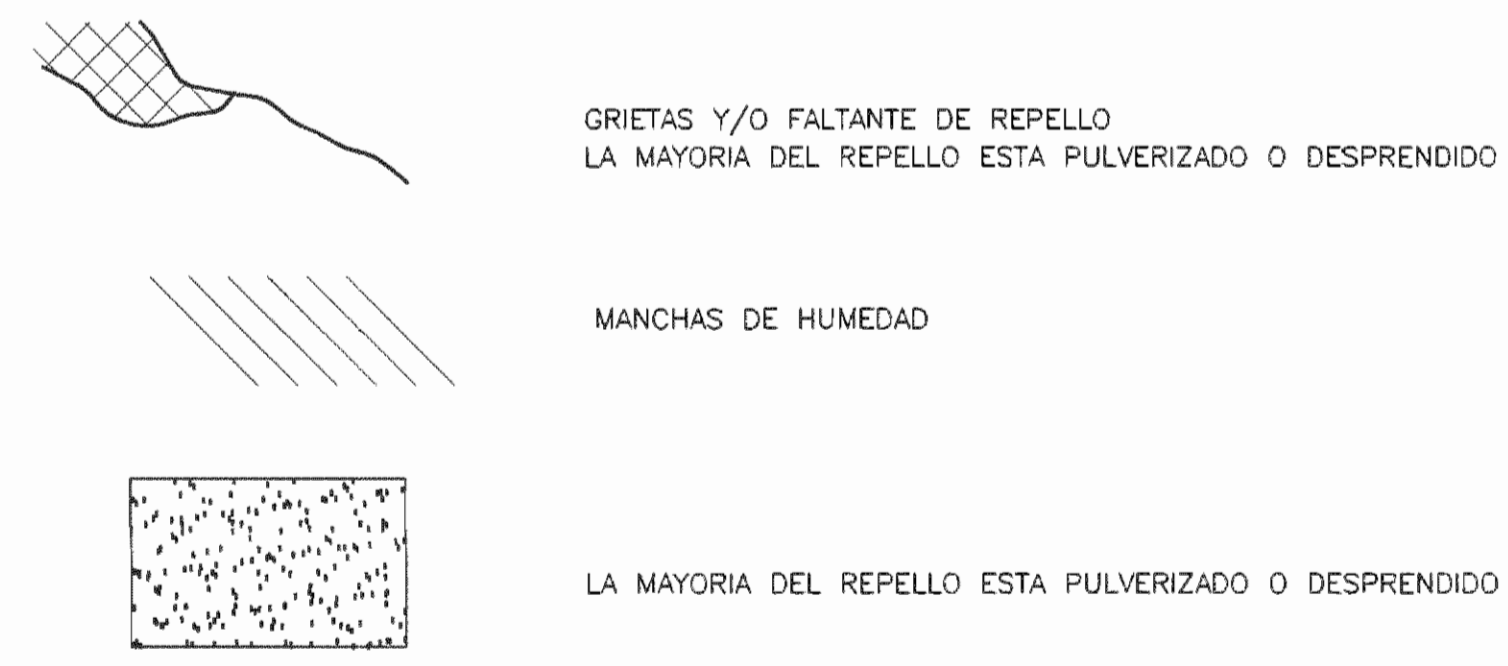 GRIETAS Y/O FALTANTE DE REPELLO
LA MAYORIA DEL REPELLO ESTA PULVERIZADO O DESPRENDIDO
MANCHAS DE HUMEDAD
LA MAYORIA DEL REPELLO ESTA PULVERIZADO O DESPRENDIDO